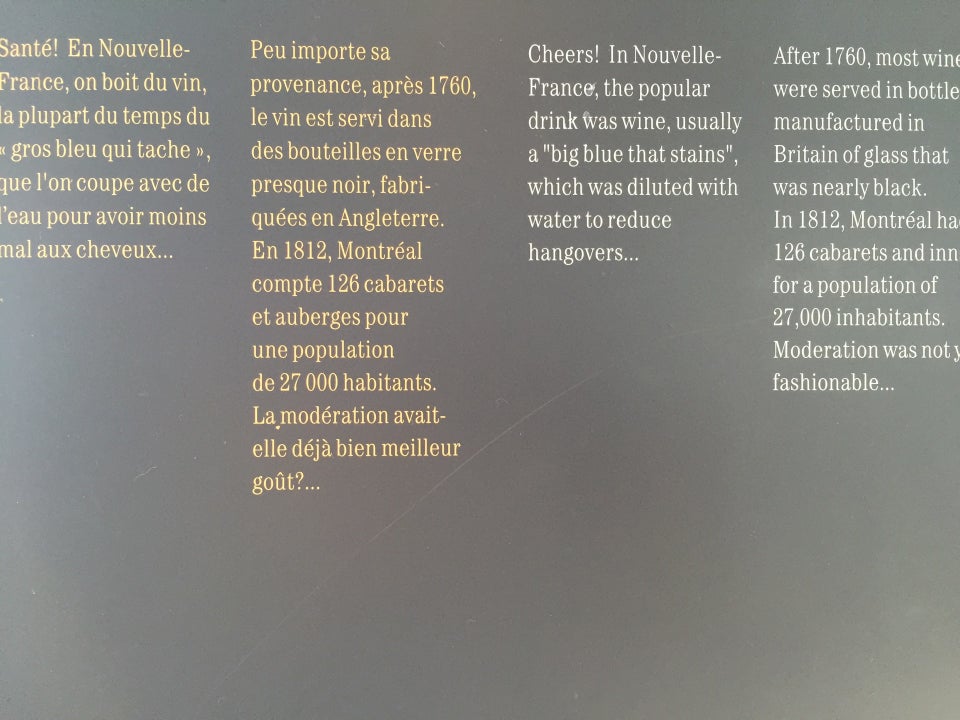 Santé! En Nouvelle-
France, on boit du vin,
la plupart du temps du
« gros bleu qui tache »,
que l'on coupe avec de
l'eau pour avoir moins
mal aux cheveux...
Peu importe sa
provenance, après 1760,
le vin est servi dans
des bouteilles en verre
presque noir, fabri-
quées en Angleterre.
En 1812, Montréal
compte 126 cabarets
et auberges pour
une population
de 27 000 habitants.
La modération avait-
elle déjà bien meilleur
goût?...
Cheers! In Nouvelle-
France, the popular
drink was wine, usually
a "big blue that stains",
which was diluted with
water to reduce
hangovers...
After 1760, most wine
were served in bottle
manufactured in
Britain of glass that
was nearly black.
In 1812, Montréal ha
126 cabarets and inn
for a population of
27,000 inhabitants.
Moderation was not y
fashionable...